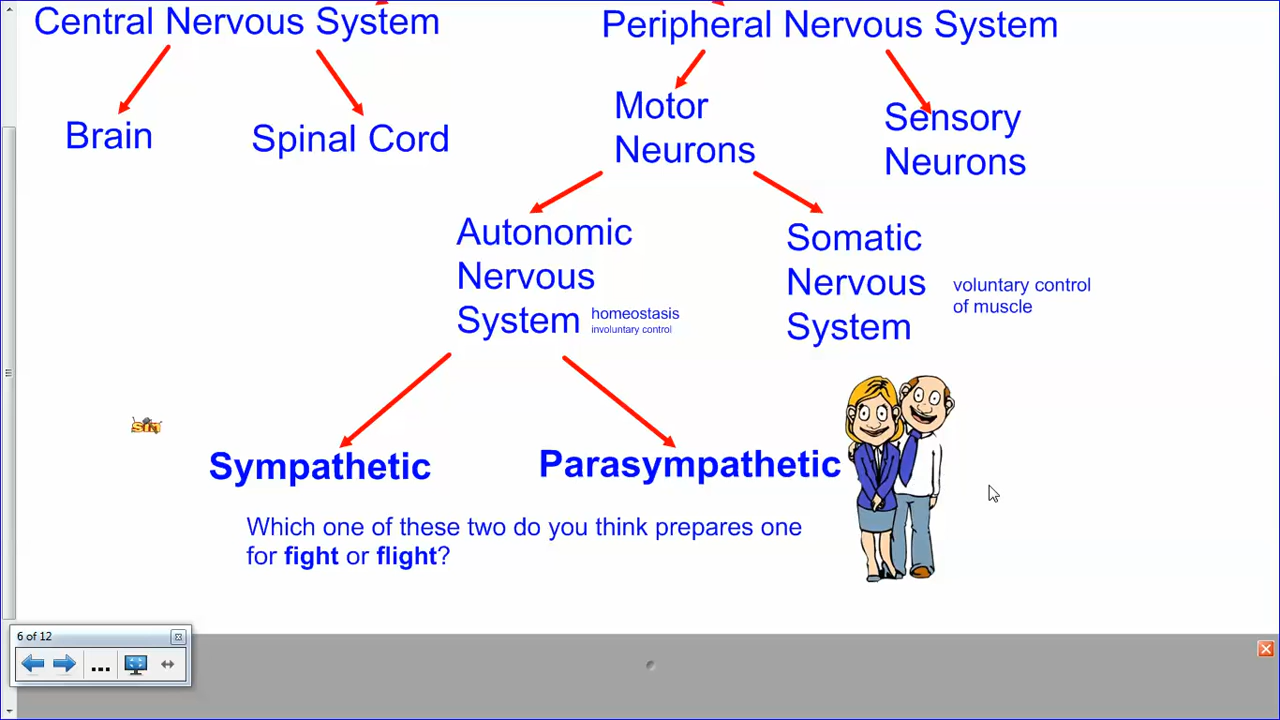 Central Nervous System
Peripheral Nervous System
Brain
Spinal Cord
Motor
Neurons
Sensory
Neurons
Autonomic
Nervous
System
homeostasis
involuntary control
Somatic
Nervous
System
voluntary control
of muscle
Sympathetic
Parasympathetic
Which one of these two do you think prepares one
for fight or flight?
6 of 12